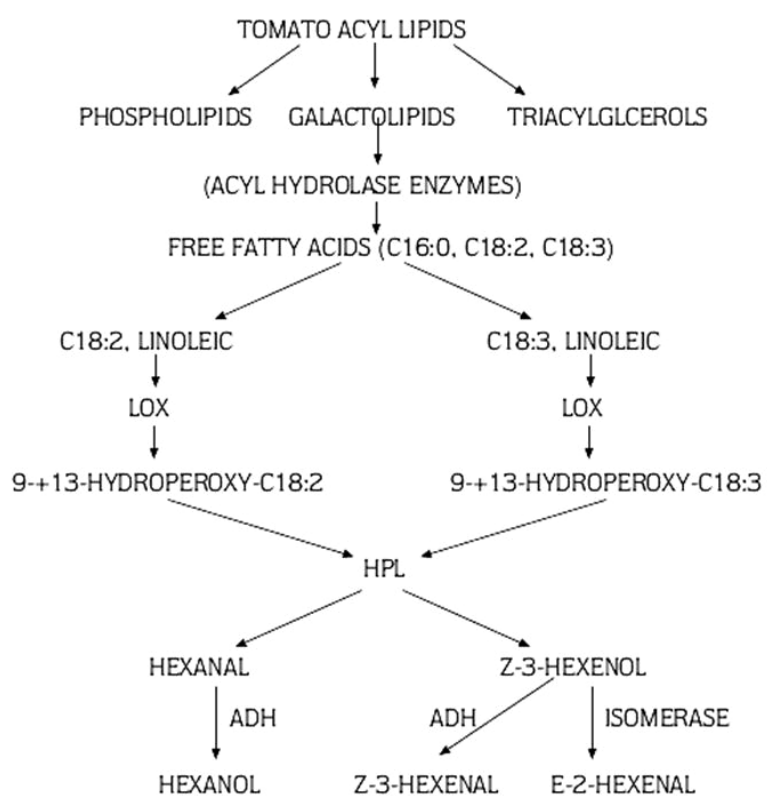 TOMATO ACYL LIPIDS
PHOSPHOLIPIDS GALACTOLIPIDS TRIACYLGLCEROLS
(ACYL HYDROLASE ENZYMES)
FREE FATTY ACIDS (C16:0, C18:2, C18:3)
C18:2, LINOLEIC C18:3, LINOLEIC
LOX LOX
9-+13-HYDROPEROXY-C18:2 9-+13-HYDROPEROXY-C18:3
HPL
HEXANAL Z-3-HEXENOL
ADH ADH ISOMERASE
HEXANOL Z-3-HEXENAL E-2-HEXENAL